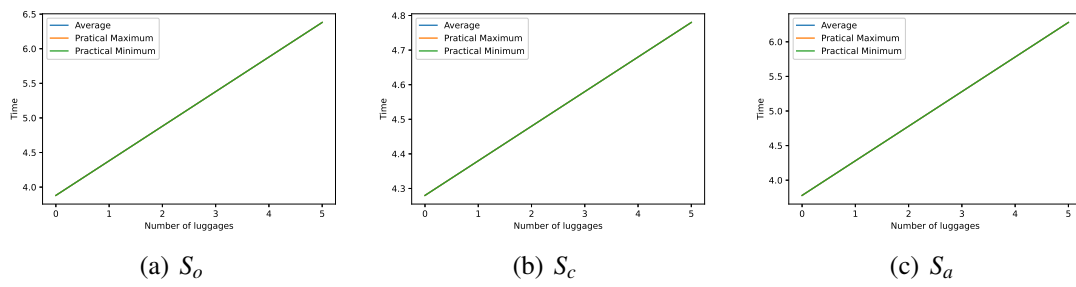 6.5
6.0
5.5
5.0
4.5
4.0
Time
Average
Pratical Maximum
Practical Minimum
0 1 2 3 4 5
Number of luggages
(a) S_o
4.8
4.7
4.6
4.5
4.4
4.3
Time
Average
Pratical Maximum
Practical Minimum
0 1 2 3 4 5
Number of luggages
(b) S_c
6.0
5.5
5.0
4.5
4.0
Time
Average
Pratical Maximum
Practical Minimum
0 1 2 3 4 5
Number of luggages
(c) S_a